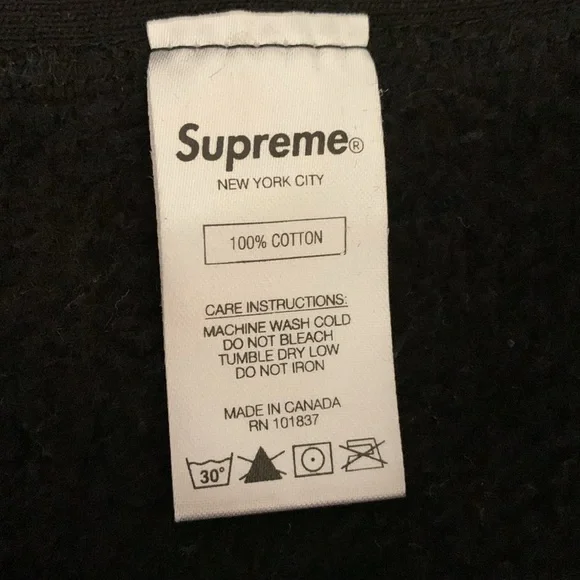 Supreme®
NEW YORK CITY
100% COTTON
CARE INSTRUCTIONS:
MACHINE WASH COLD
DO NOT BLEACH
TUMBLE DRY LOW
DO NOT IRON
MADE IN CANADA
RN 101837
30°